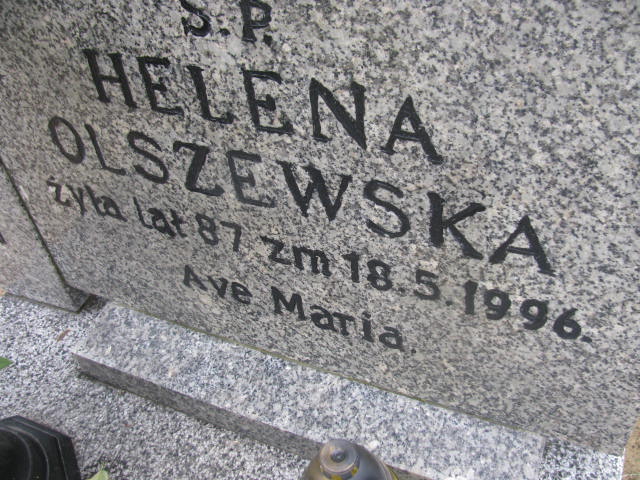 Ś.P.
HELENA
OLSZEWSKA
żyła lat 87 zm 18.5.1996.
Ave Maria.